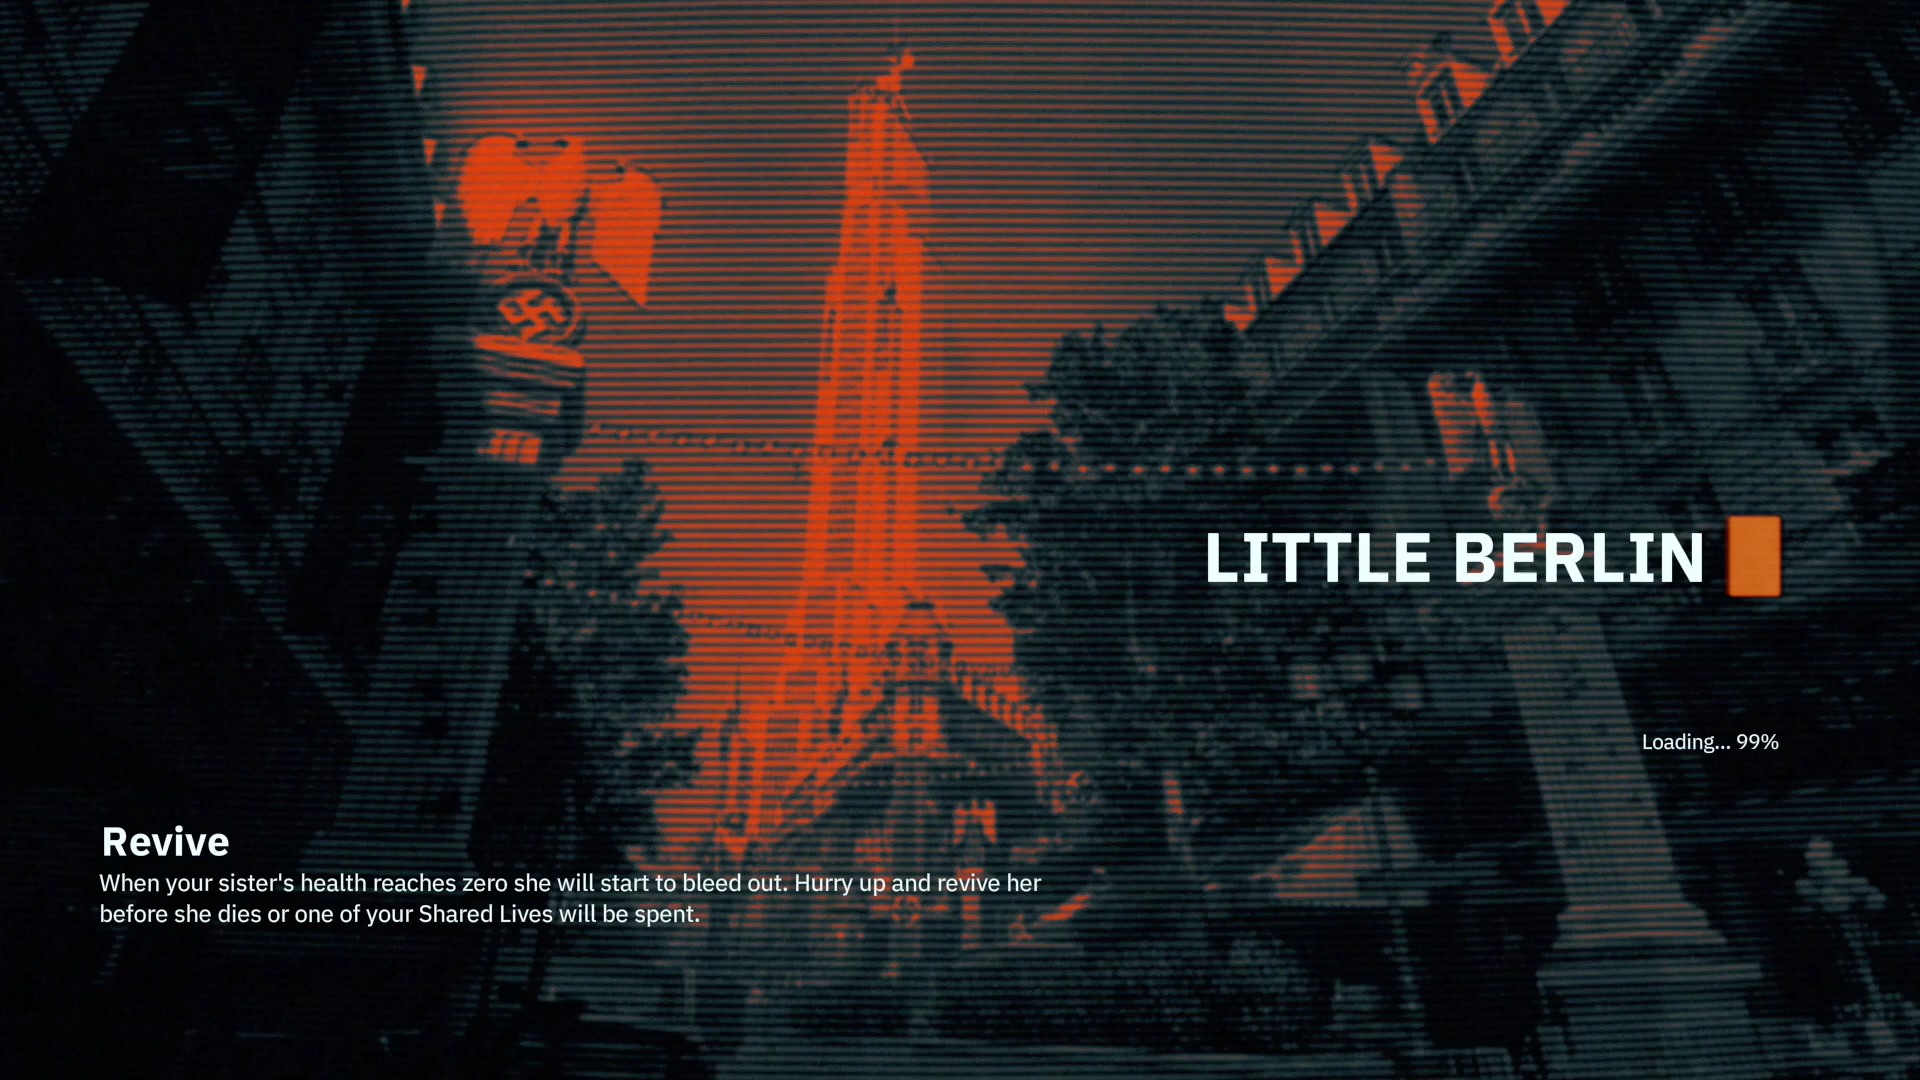 LITTLE BERLIN
Loading... 99%
Revive
When your sister's health reaches zero she will start to bleed out. Hurry up and revive her
before she dies or one of your Shared Lives will be spent.